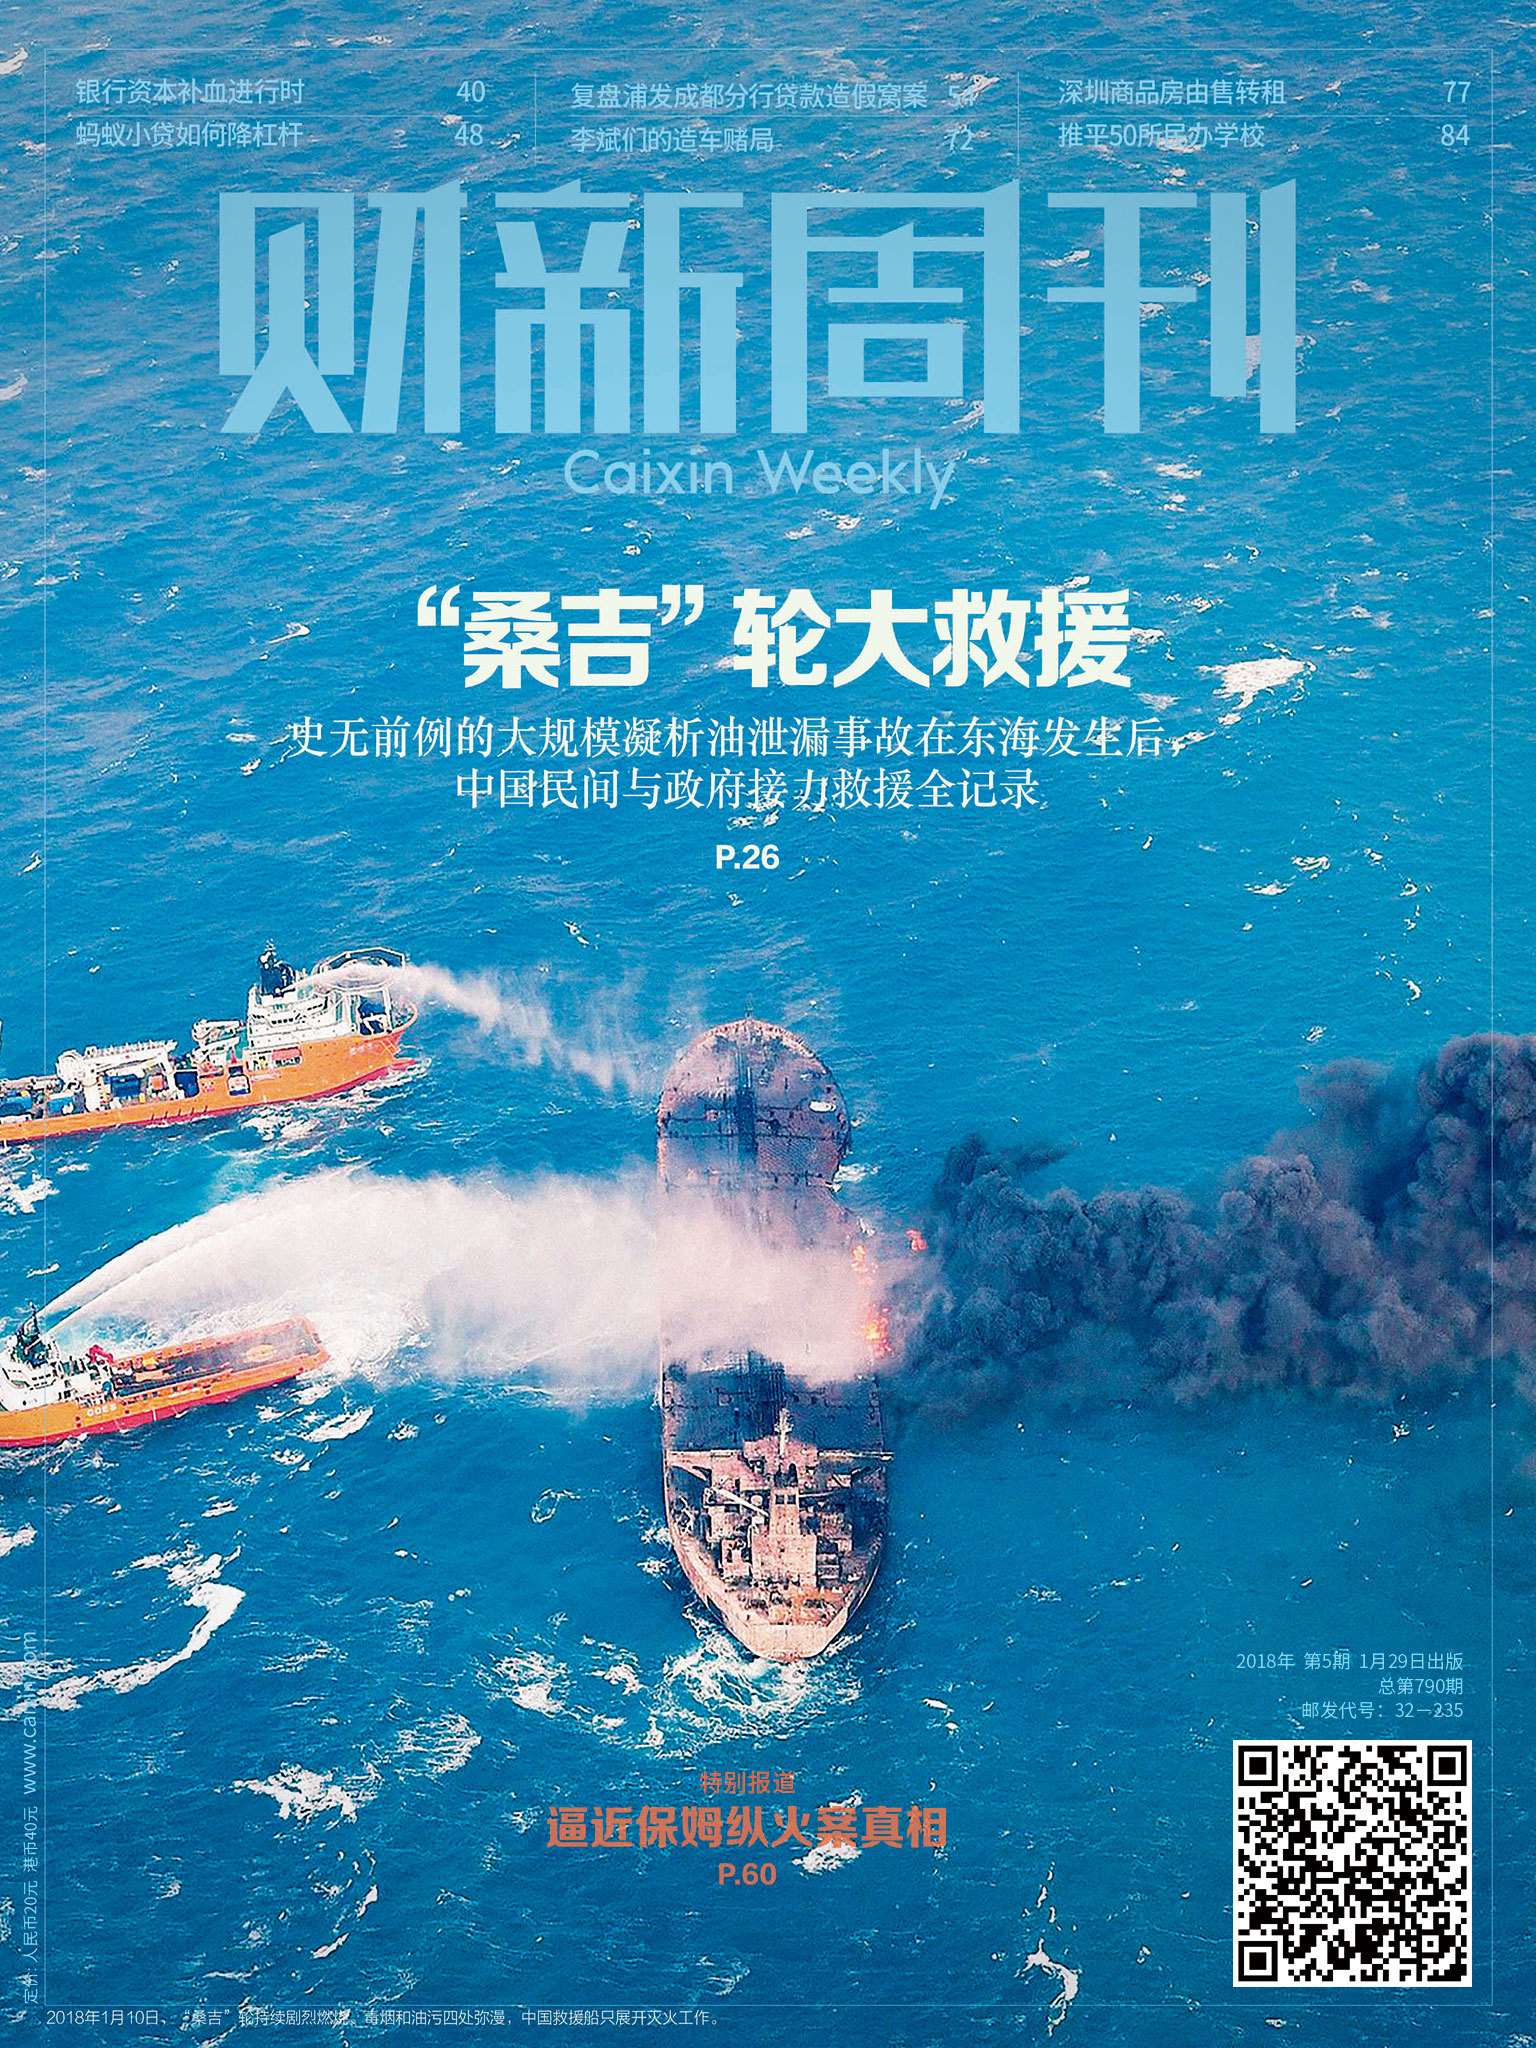 银行资本补血进行时 40
蚂蚁小贷如何降杠杆 48
复盘浦发成都分行贷款造假窝案 54
李斌们的造车赌局 72
深圳商品房由售转租 77
推平50所民办学校 84
财新周刊
Caixin Weekly
“桑吉”轮大救援
史无前例的大规模凝析油泄漏事故在东海发生后，
中国民间与政府接力救援全记录
P.26
2018年 第5期 1月29日出版
总第790期
邮发代号：32－235
特别报道
逼近保姆纵火案真相
P.60
定价：人民币20元 港币40元 www.caixin.com
2018年1月10日，“桑吉”轮持续剧烈燃烧，毒烟和油污四处弥漫，中国救援船只展开灭火工作。